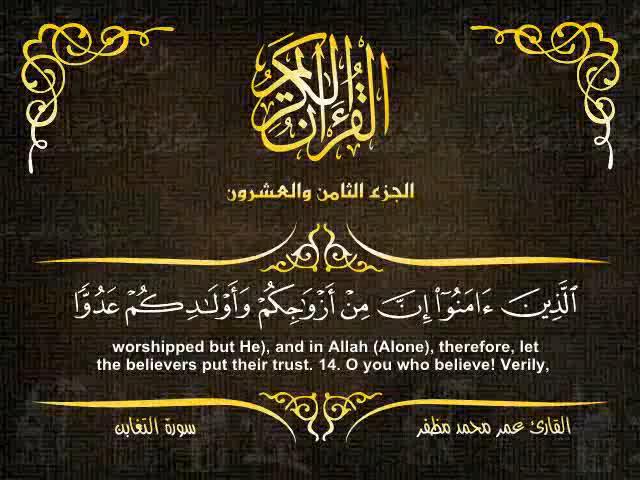 القرآن الكريم
الجزء الثامن والعشرون
ٱلَّذِينَ ءَامَنُوٓا۟ إِنَّ مِنْ أَزْوَٰجِكُمْ وَأَوْلَـٰدِكُمْ عَدُوًّا
worshipped but He), and in Allah (Alone), therefore, let
the believers put their trust. 14. O you who believe! Verily,
القارئ عمر محمد مظفر
سورة التغابن